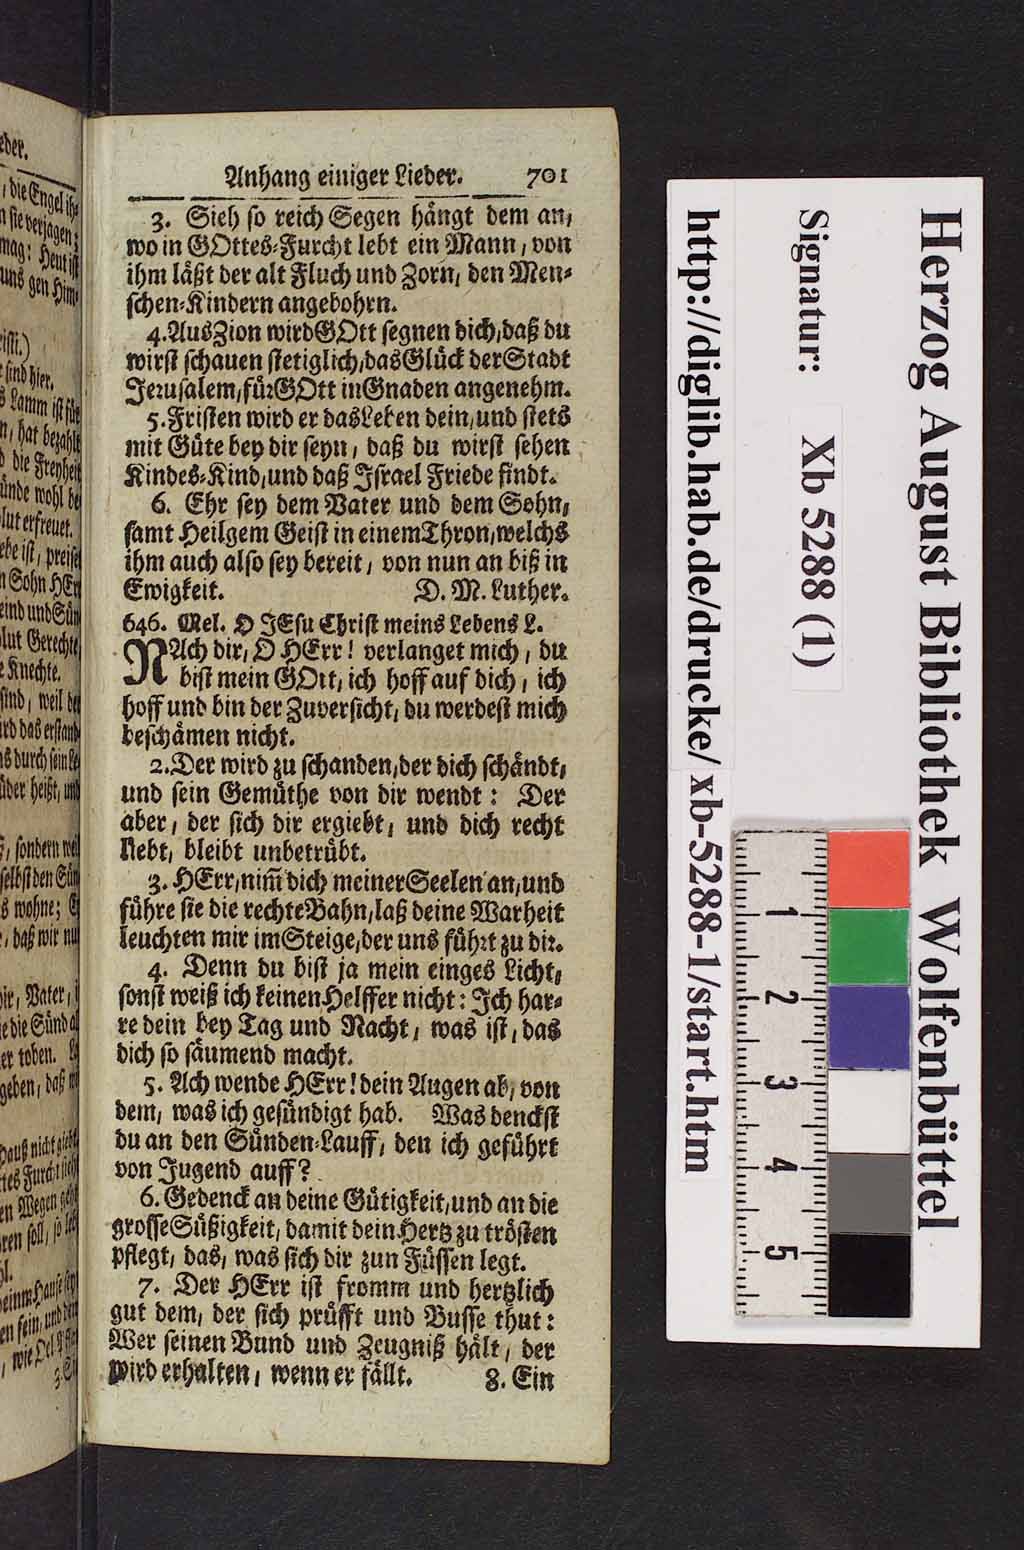 Anhang einiger Lieder. 701
3. Sieh so reich Segen hängt dem an,
wo in GOttes-Furcht lebt ein Mann, von
ihm läßt der alt Fluch und Zorn, den Men-
schen-Kindern angebohrn.
4. Aus Zion wird GOtt segnen dich, daß du
wirst schauen stetiglich, das Glück der Stadt
Jerusalem, für GOtt in Gnaden angenehm.
5. Fristen wird er das Leben dein, und stets
mit Güte bey dir seyn, daß du wirst sehen
Kindes-Kind, und daß Israel Friede findt.
6. Ehr sey dem Vater und dem Sohn,
samt Heilgem Geist in einem Thron, welchs
ihm auch also sey bereit, von nun an biß in
Ewigkeit. D. M. Luther.
646. Mel. O JEsu Christ meins Lebens L.
NAch dir, O HErr! verlanget mich, du
bist mein GOtt, ich hoff auf dich, ich
hoff und bin der Zuversicht, du werdest mich
beschämen nicht.
2. Der wird zu schanden, der dich schändt,
und sein Gemüthe von dir wendt: Der
aber, der sich dir ergiebt, und dich recht
liebt, bleibt unbetrübt.
3. HErr, nim̃ dich meiner Seelen an, und
führe sie die rechte Bahn, laß deine Warheit
leuchten mir im Steige, der uns führt zu dir.
4. Denn du bist ja mein einges Licht,
sonst weiß ich keinen Helffer nicht: Ich har-
re dein bey Tag und Nacht, was ist, das
dich so säumend macht.
5. Ach wende HErr! dein Augen ab, von
dem, was ich gesündigt hab. Was denckst
du an den Sünden-Lauff, den ich geführt
von Jugend auff?
6. Gedenck an deine Gütigkeit, und an die
grosse Süßigkeit, damit dein Hertz zu trösten
pflegt, das, was sich dir zun Füssen legt.
7. Der HErr ist fromm und hertzlich
gut dem, der sich prüfft und Busse thut:
Wer seinen Bund und Zeugniß hält, der
wird erhalten, wenn er fällt. 8. Ein
Herzog August Bibliothek Wolfenbüttel
Signatur: Xb 5288 (1)
http://diglib.hab.de/drucke/xb-5288-1/start.htm
1
2
3
4
5